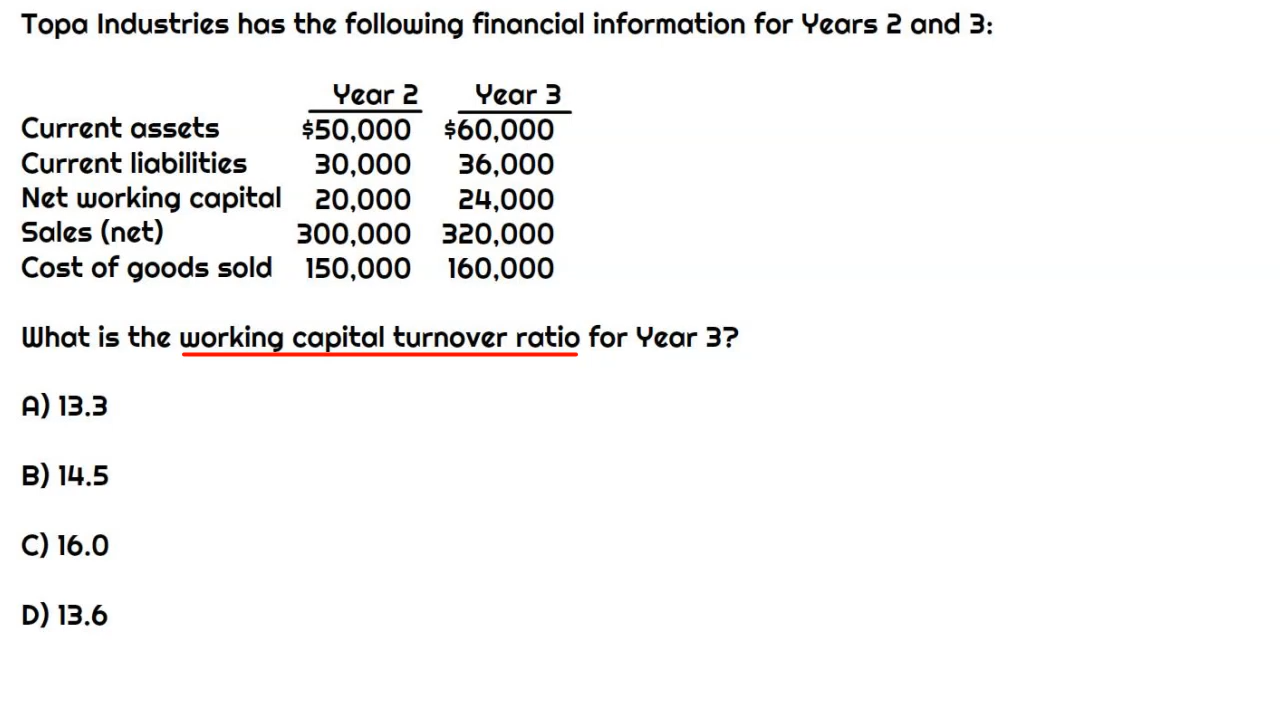 Topa Industries has the following financial information for Years 2 and 3:
Year 2 Year 3
Current assets $50,000 $60,000
Current liabilities 30,000 36,000
Net working capital 20,000 24,000
Sales (net) 300,000 320,000
Cost of goods sold 150,000 160,000
What is the working capital turnover ratio for Year 3?
A) 13.3
B) 14.5
C) 16.0
D) 13.6